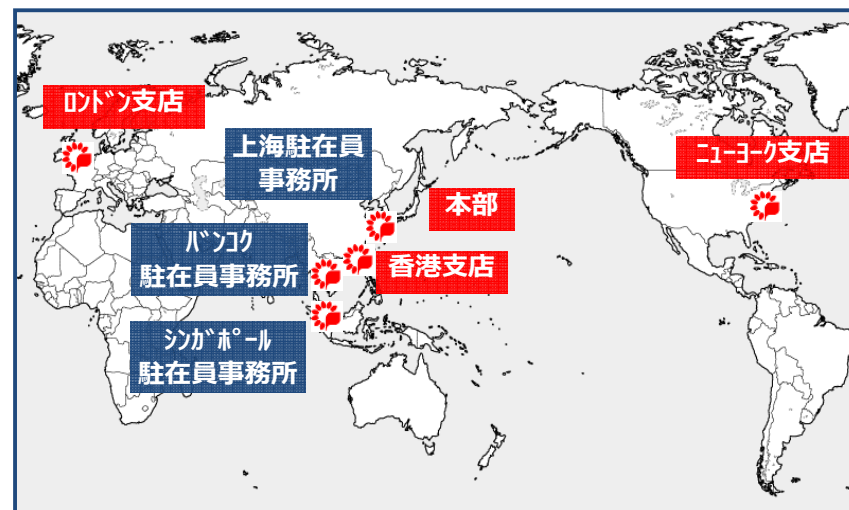 ﾛﾝﾄﾞﾝ支店
上海駐在員
事務所
ﾆｭｰﾖｰｸ支店
本部
ﾊﾞﾝｺｸ
駐在員事務所
香港支店
ｼﾝｶﾞﾎﾟｰﾙ
駐在員事務所